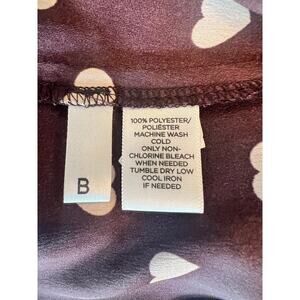 B
100% POLYESTER/
POLIÉSTER
MACHINE WASH
COLD
ONLY NON-
CHLORINE BLEACH
WHEN NEEDED
TUMBLE DRY LOW
COOL IRON
IF NEEDED